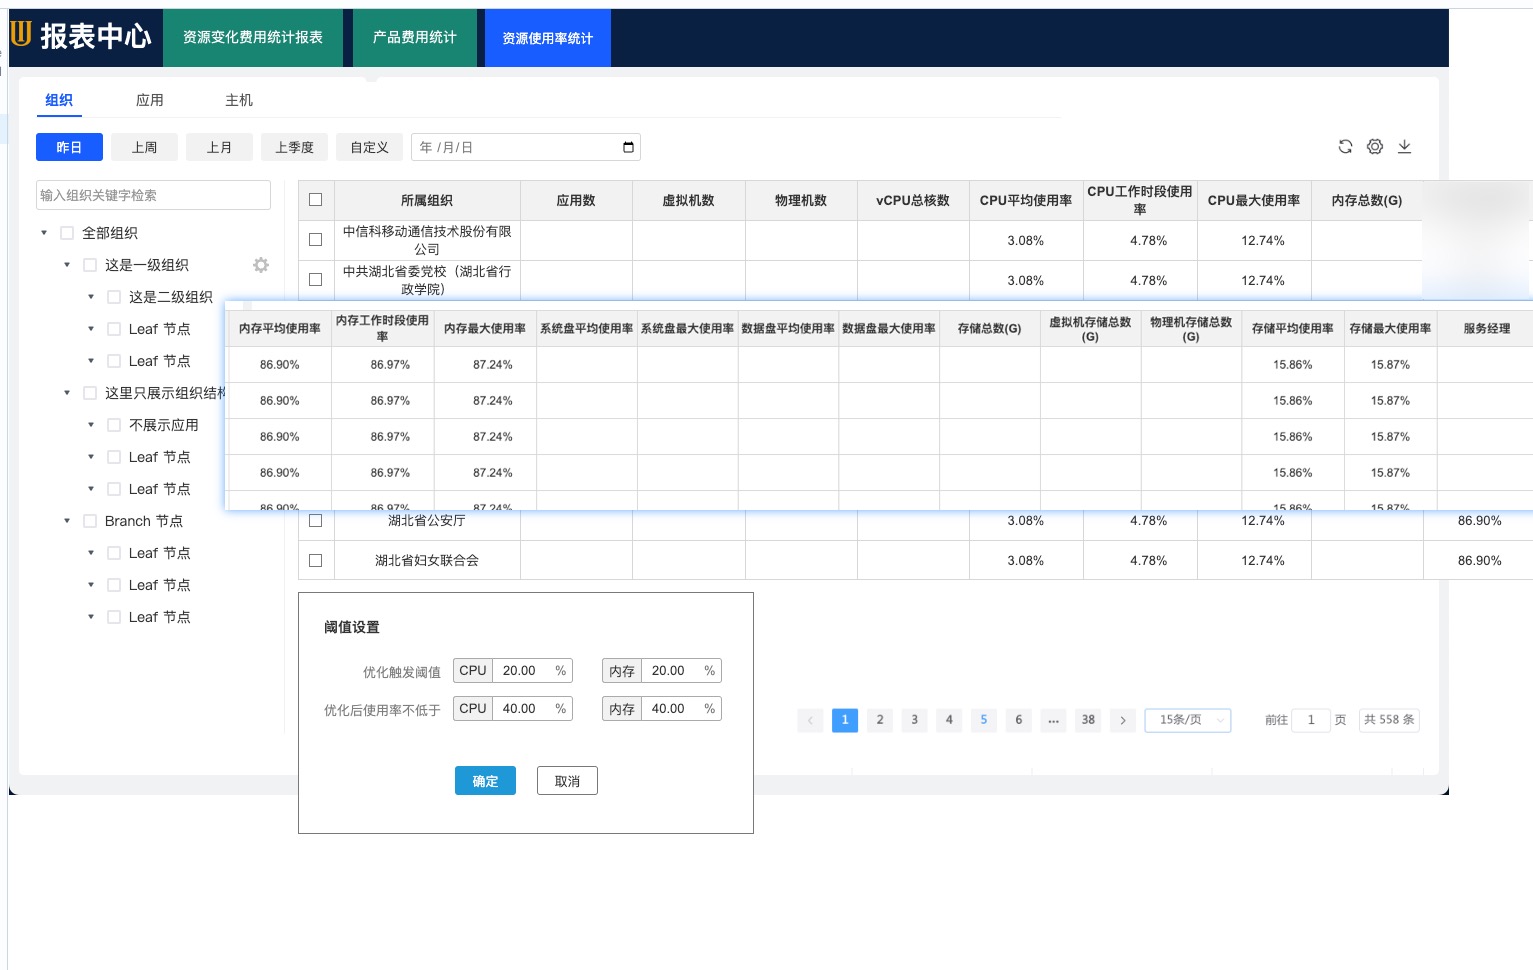 报表中心
资源变化费用统计报表
产品费用统计
资源使用率统计
组织
应用
主机
昨日
上周
上月
上季度
自定义
年 /月/日
输入组织关键字检索
全部组织
这是一级组织
这是二级组织
Leaf 节点
Leaf 节点
这里只展示组织结构
不展示应用
Leaf 节点
Leaf 节点
Branch 节点
Leaf 节点
Leaf 节点
Leaf 节点
所属组织 应用数 虚拟机数 物理机数 vCPU总核数 CPU平均使用率 CPU工作时段使用率 CPU最大使用率 内存总数(G)
中信科移动通信技术股份有限公司 3.08% 4.78% 12.74%
中共湖北省委党校（湖北省行政学院） 3.08% 4.78% 12.74%
内存平均使用率 内存工作时段使用率 内存最大使用率 系统盘平均使用率 系统盘最大使用率 数据盘平均使用率 数据盘最大使用率 存储总数(G) 虚拟机存储总数(G) 物理机存储总数(G) 存储平均使用率 存储最大使用率 服务经理
86.90% 86.97% 87.24% 15.86% 15.87%
86.90% 86.97% 87.24% 15.86% 15.87%
86.90% 86.97% 87.24% 15.86% 15.87%
86.90% 86.97% 87.24% 15.86% 15.87%
86.90% 86.97% 87.24% 15.86% 15.87%
湖北省公安厅 3.08% 4.78% 12.74% 86.90%
湖北省妇女联合会 3.08% 4.78% 12.74% 86.90%
阈值设置
优化触发阈值 CPU 20.00 % 内存 20.00 %
优化后使用率不低于 CPU 40.00 % 内存 40.00 %
确定 取消
< 1 2 3 4 5 6 ... 38 > 15条/页 前往 1 页 共 558 条